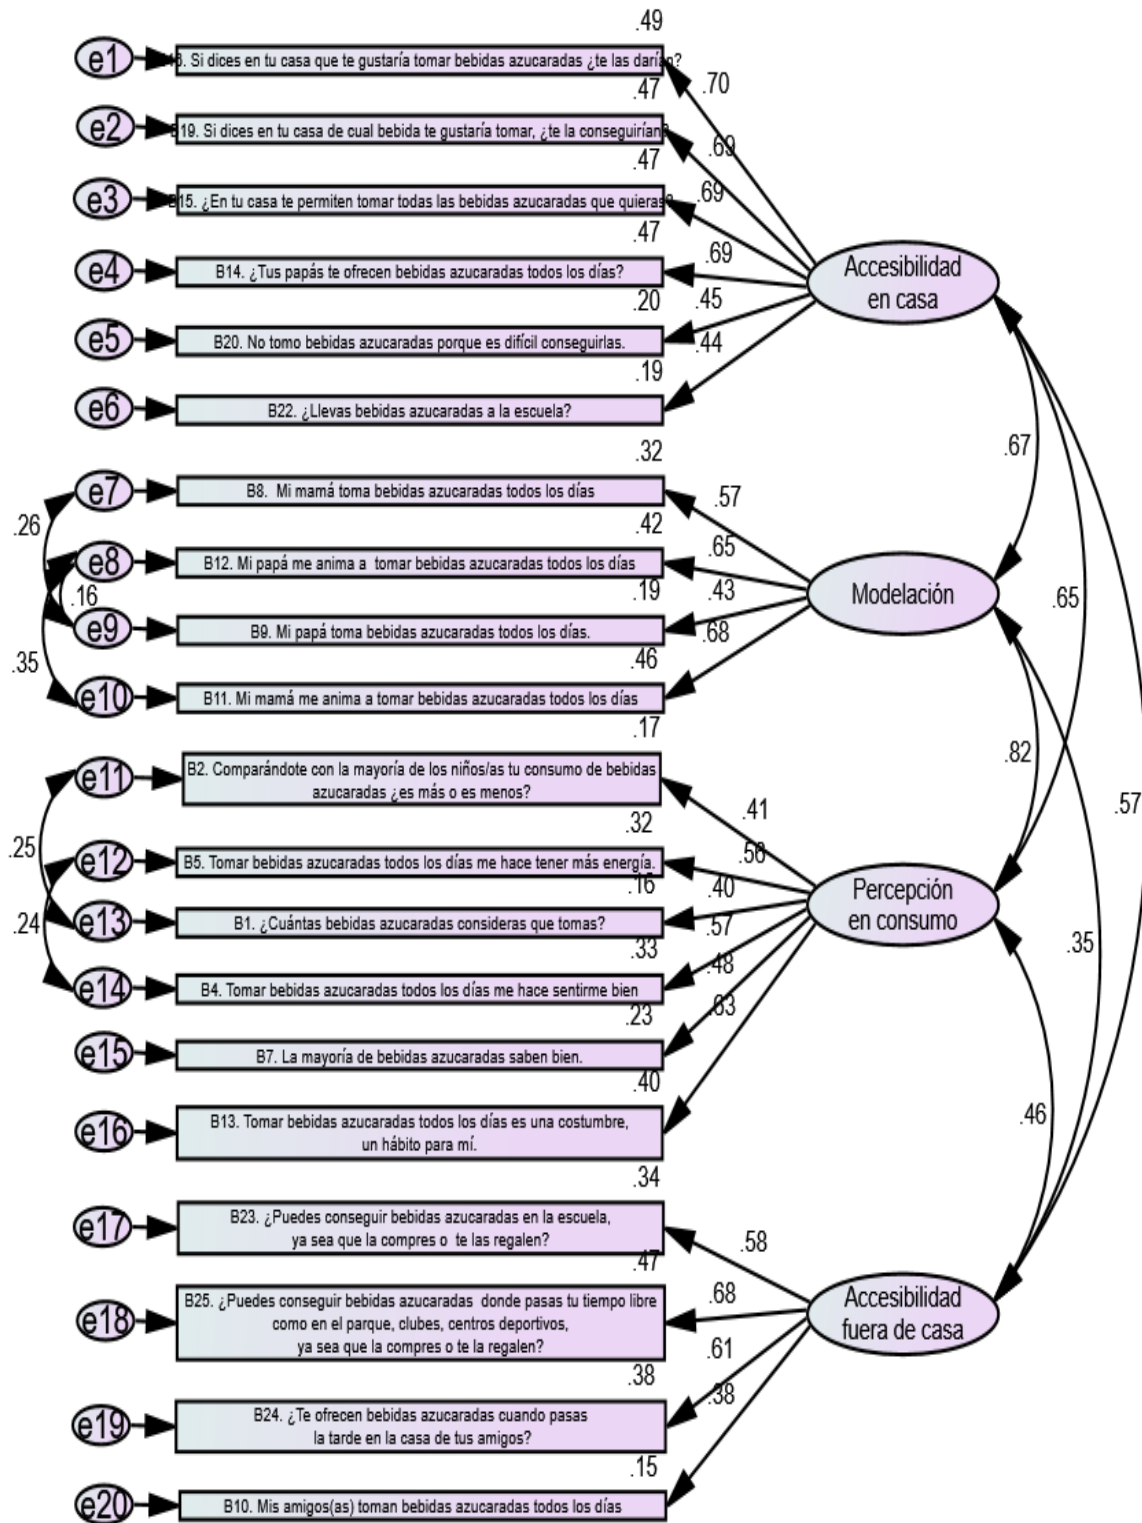 .49
e1
. Si dices en tu casa que te gustaría tomar bebidas azucaradas ¿te las darían?
.70
.47
e2
B19. Si dices en tu casa de cual bebida te gustaría tomar, ¿te la conseguirían?
.69
.47
e3
B15. ¿En tu casa te permiten tomar todas las bebidas azucaradas que quieras?
.69
.47
e4
B14. ¿Tus papás te ofrecen bebidas azucaradas todos los días?
.69
Accesibilidad
en casa
.20
e5
B20. No tomo bebidas azucaradas porque es difícil conseguirlas.
.45
.19
e6
B22. ¿Llevas bebidas azucaradas a la escuela?
.44
.67
.32
e7
B8. Mi mamá toma bebidas azucaradas todos los días
.57
.26
.42
e8
B12. Mi papá me anima a tomar bebidas azucaradas todos los días
.65
Modelación
.65
.16
.19
e9
B9. Mi papá toma bebidas azucaradas todos los días.
.43
.35
.46
e10
B11. Mi mamá me anima a tomar bebidas azucaradas todos los días
.68
.17
e11
B2. Comparándote con la mayoría de los niños/as tu consumo de bebidas
azucaradas ¿es más o es menos?
.41
.82
.57
.25
.32
e12
B5. Tomar bebidas azucaradas todos los días me hace tener más energía.
.56
.16
e13
B1. ¿Cuántas bebidas azucaradas consideras que tomas?
.40
Percepción
en consumo
.24
.33
e14
B4. Tomar bebidas azucaradas todos los días me hace sentirme bien
.57
.35
.23
e15
B7. La mayoría de bebidas azucaradas saben bien.
.48
.40
e16
B13. Tomar bebidas azucaradas todos los días es una costumbre,
un hábito para mí.
.63
.46
.34
e17
B23. ¿Puedes conseguir bebidas azucaradas en la escuela,
ya sea que la compres o te las regalen?
.58
.47
e18
B25. ¿Puedes conseguir bebidas azucaradas donde pasas tu tiempo libre
como en el parque, clubes, centros deportivos,
ya sea que la compres o te la regalen?
.68
Accesibilidad
fuera de casa
.38
e19
B24. ¿Te ofrecen bebidas azucaradas cuando pasas
la tarde en la casa de tus amigos?
.61
.15
e20
B10. Mis amigos(as) toman bebidas azucaradas todos los días
.38